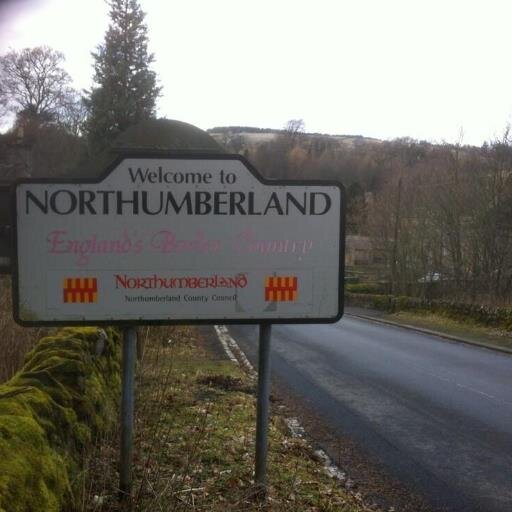 Welcome to
NORTHUMBERLAND
England's Border Country
NORTHUMBERLAND
Northumberland County Council